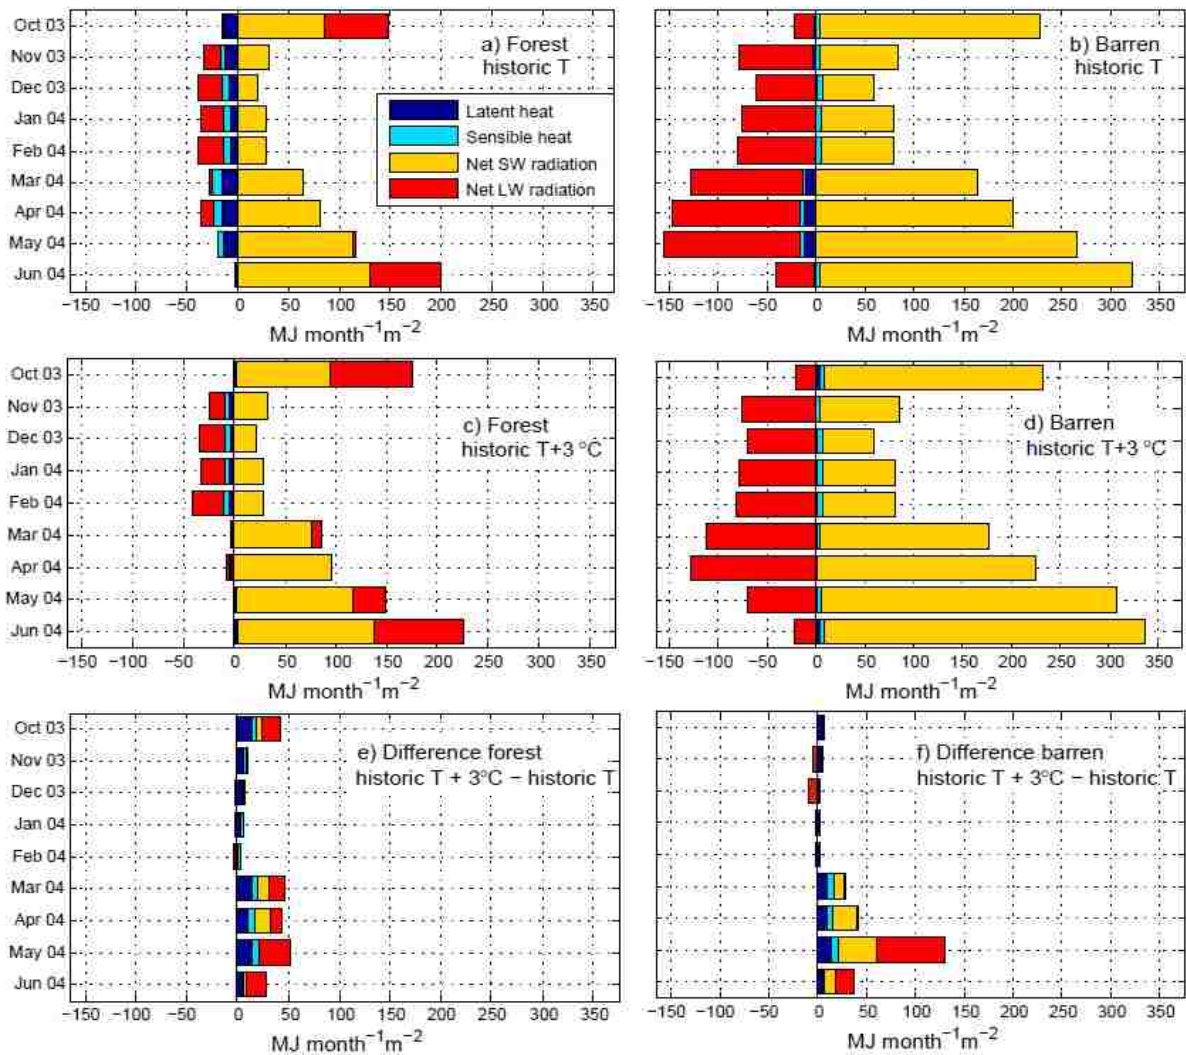 Oct 03
Nov 03
Dec 03
Jan 04
Feb 04
Mar 04
Apr 04
May 04
Jun 04
a) Forest
historic T
Latent heat
Sensible heat
Net SW radiation
Net LW radiation
−150 −100 −50 0 50 100 150 200 250 300 350
MJ month⁻¹m⁻²
b) Barren
historic T
−150 −100 −50 0 50 100 150 200 250 300 350
MJ month⁻¹m⁻²
Oct 03
Nov 03
Dec 03
Jan 04
Feb 04
Mar 04
Apr 04
May 04
Jun 04
c) Forest
historic T+3 °C
−150 −100 −50 0 50 100 150 200 250 300 350
MJ month⁻¹m⁻²
d) Barren
historic T+3 °C
−150 −100 −50 0 50 100 150 200 250 300 350
MJ month⁻¹m⁻²
Oct 03
Nov 03
Dec 03
Jan 04
Feb 04
Mar 04
Apr 04
May 04
Jun 04
e) Difference forest
historic T + 3°C − historic T
−150 −100 −50 0 50 100 150 200 250 300 350
MJ month⁻¹m⁻²
f) Difference barren
historic T + 3°C − historic T
−150 −100 −50 0 50 100 150 200 250 300 350
MJ month⁻¹m⁻²